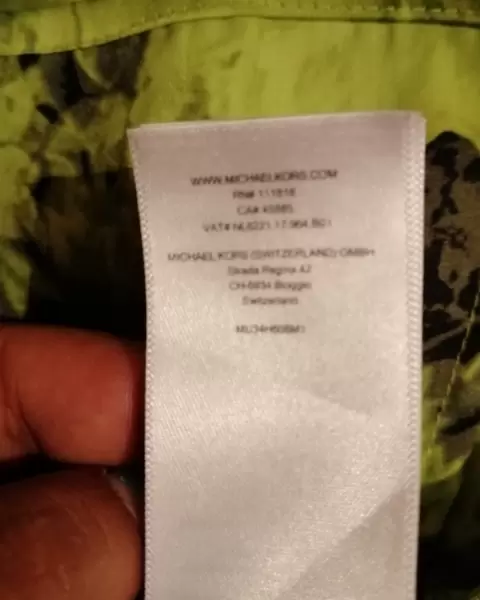 WWW.MICHAELKORS.COM
RN# 111818
CA# 45885
VAT# NL8221.17.964.B01
MICHAEL KORS (SWITZERLAND) GMBH
Strada Regina 42
CH-6934 Bioggio
Switzerland